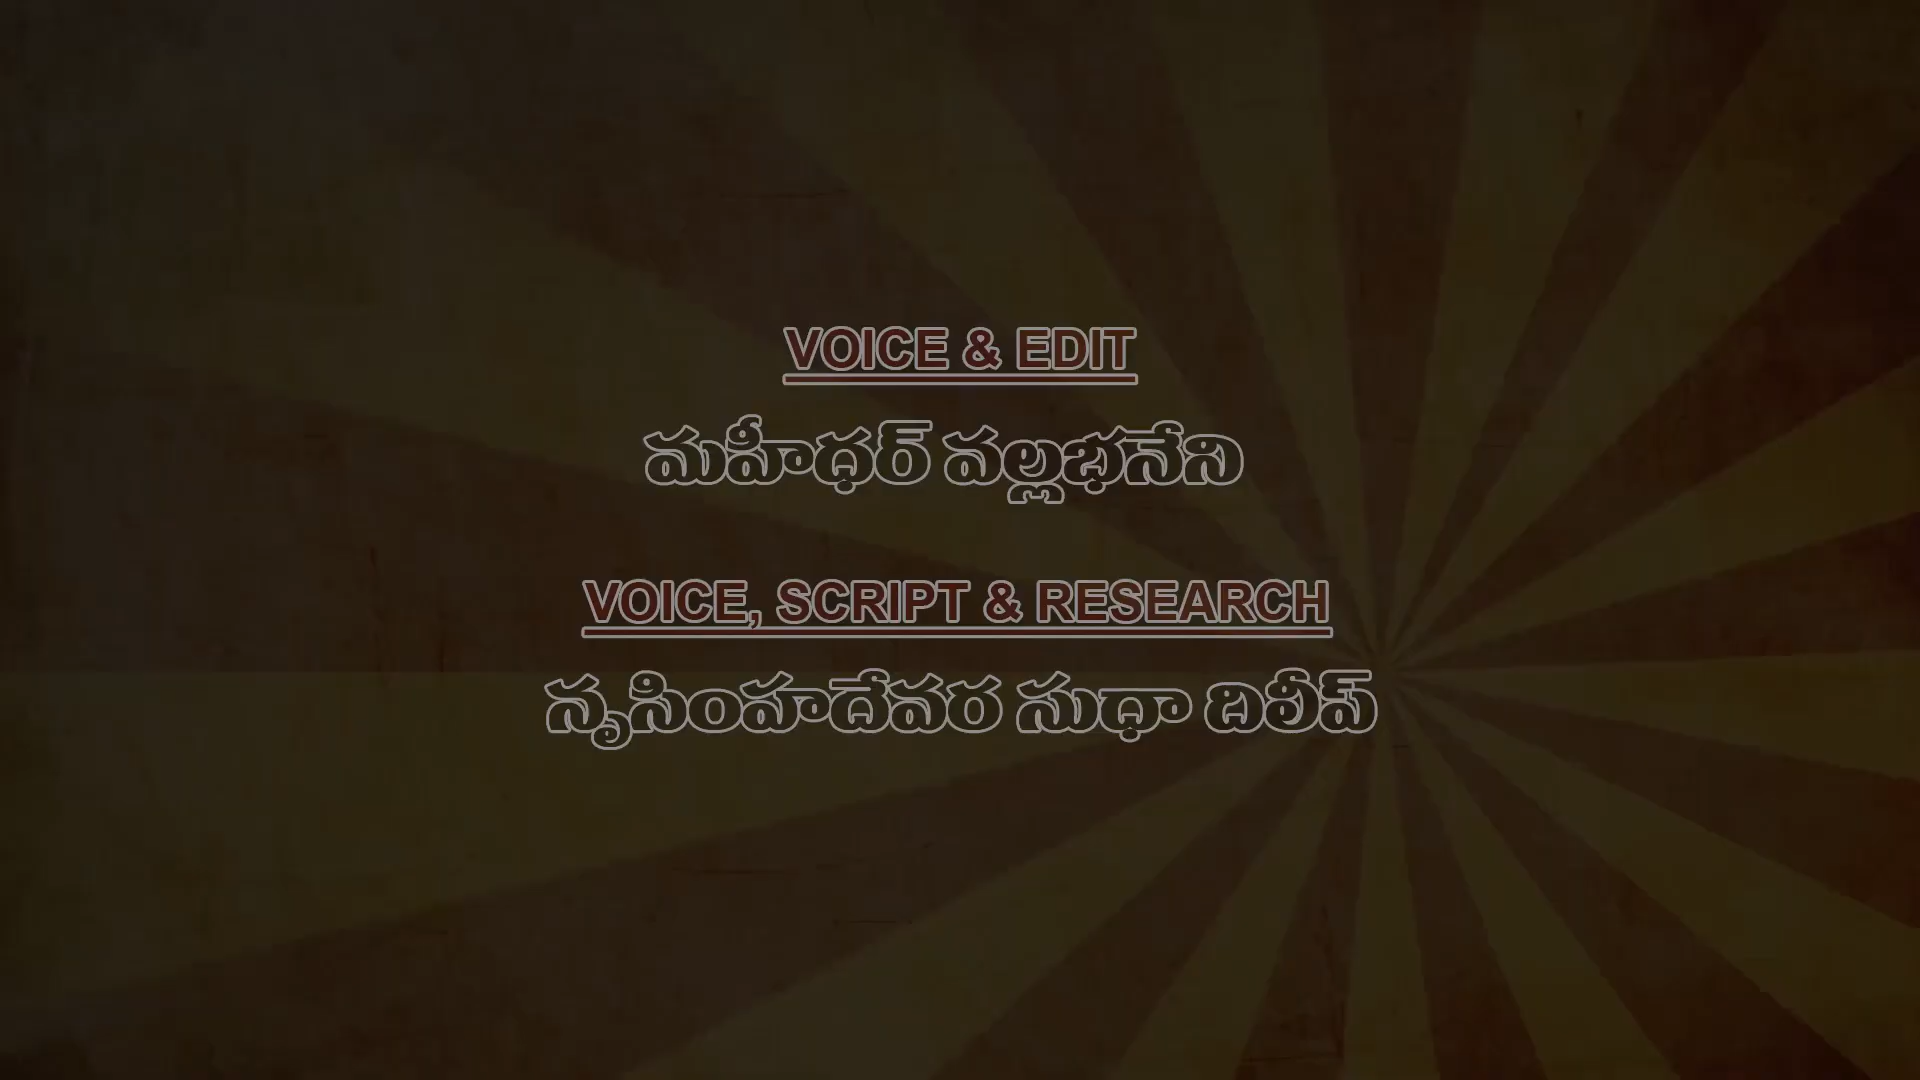 VOICE & EDIT
మహీధర్ వల్లభనేని
VOICE, SCRIPT & RESEARCH
నృసింహదేవర సుధా దిలీప్